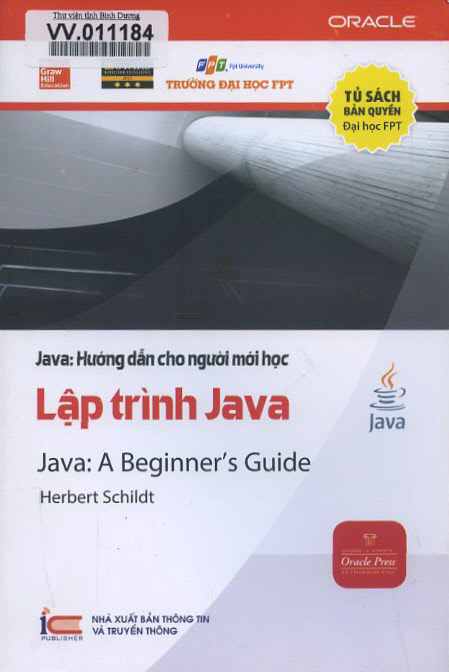 Thư viện tỉnh Bình Dương
VV.011184
ORACLE
Graw
Hill
Education
FPT Fpt University
TRƯỜNG ĐẠI HỌC FPT
TỦ SÁCH
BẢN QUYỀN
Đại học FPT
Java: Hướng dẫn cho người mới học
Lập trình Java
Java: A Beginner's Guide
Herbert Schildt
Java
Oracle Press
ic
PUBLISHER
NHÀ XUẤT BẢN THÔNG TIN
VÀ TRUYỀN THÔNG